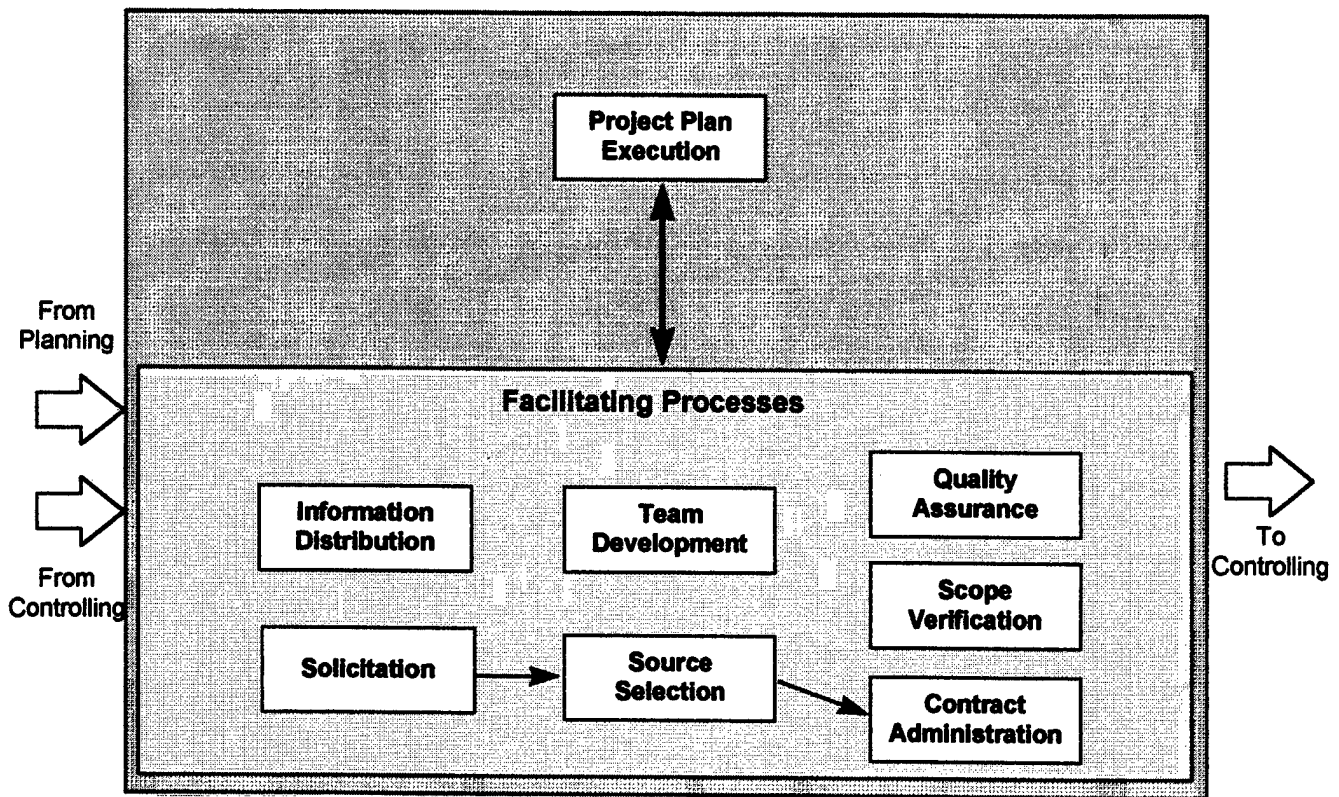 Project Plan
Execution
From
Planning
Facilitating Processes
Information
Distribution
Team
Development
Quality
Assurance
To
Controlling
From
Controlling
Scope
Verification
Solicitation
Source
Selection
Contract
Administration